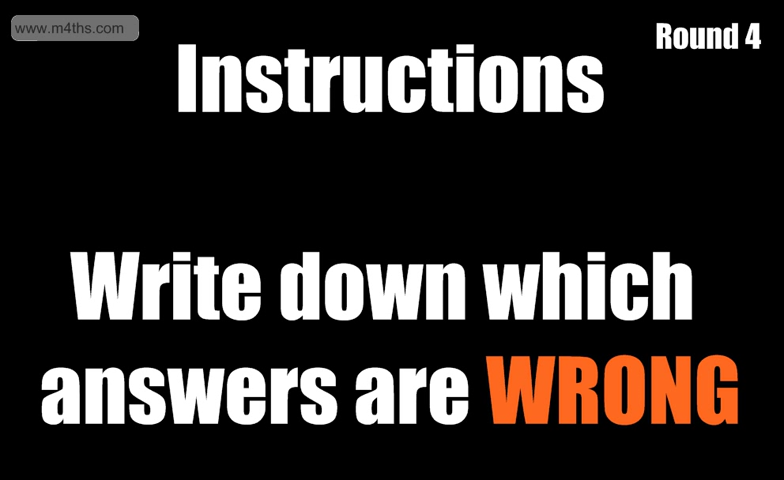 www.m4ths.com
Round 4
Instructions
Write down which
answers are WRONG